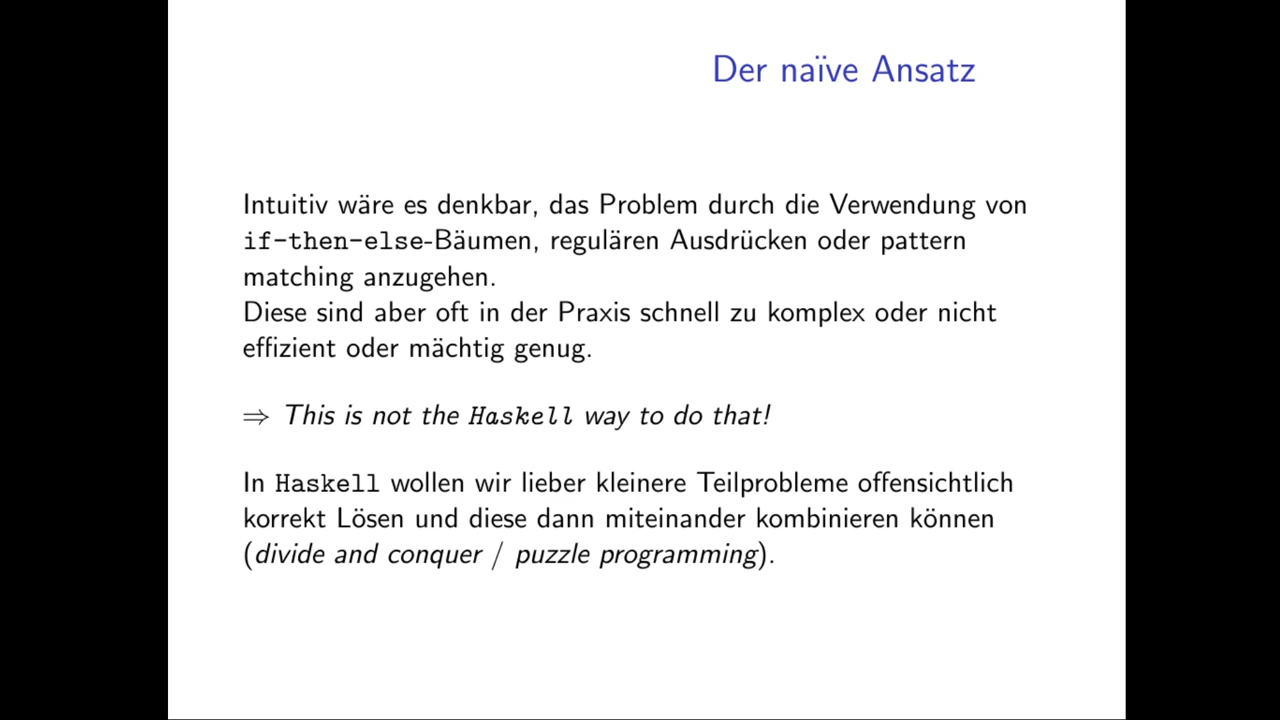 Der naïve Ansatz
Intuitiv wäre es denkbar, das Problem durch die Verwendung von
if-then-else-Bäumen, regulären Ausdrücken oder pattern
matching anzugehen.
Diese sind aber oft in der Praxis schnell zu komplex oder nicht
effizient oder mächtig genug.
⇒ This is not the Haskell way to do that!
In Haskell wollen wir lieber kleinere Teilprobleme offensichtlich
korrekt Lösen und diese dann miteinander kombinieren können
(divide and conquer / puzzle programming).